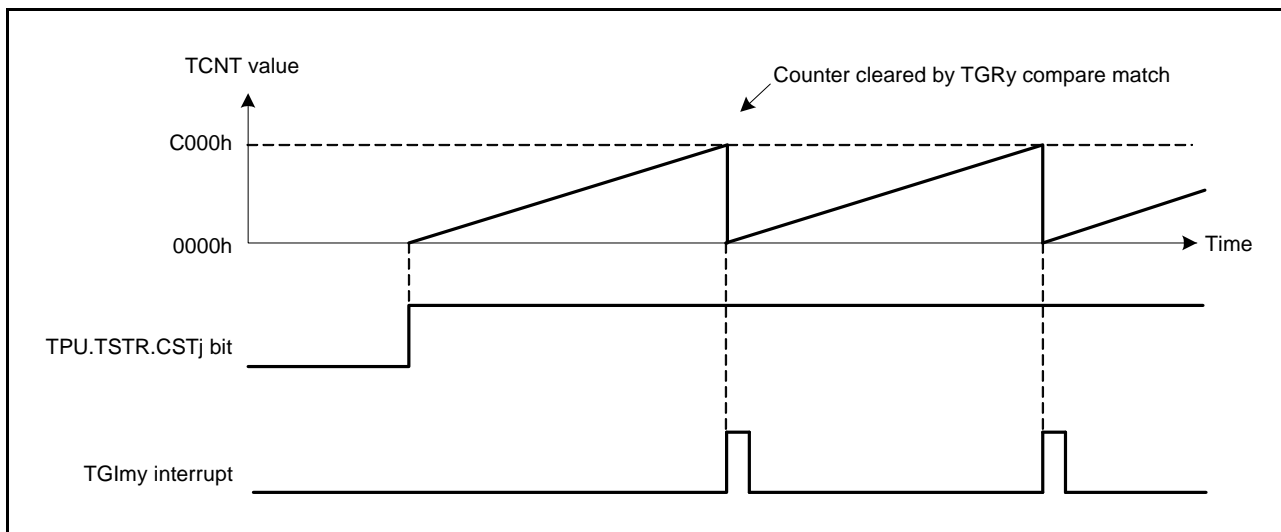 TCNT value
Counter cleared by TGRy compare match
C000h
0000h
Time
TPU.TSTR.CSTj bit
TGImy interrupt